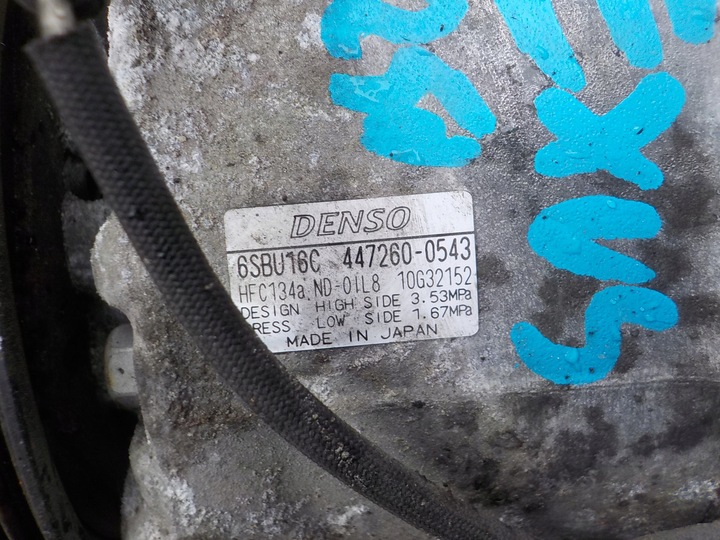 DENSO
6SBU16C 447260-0543
HFC134a ND-OIL8 10G32152
DESIGN HIGH SIDE 3.53MPa
PRESS. LOW SIDE 1.67MPa
MADE IN JAPAN